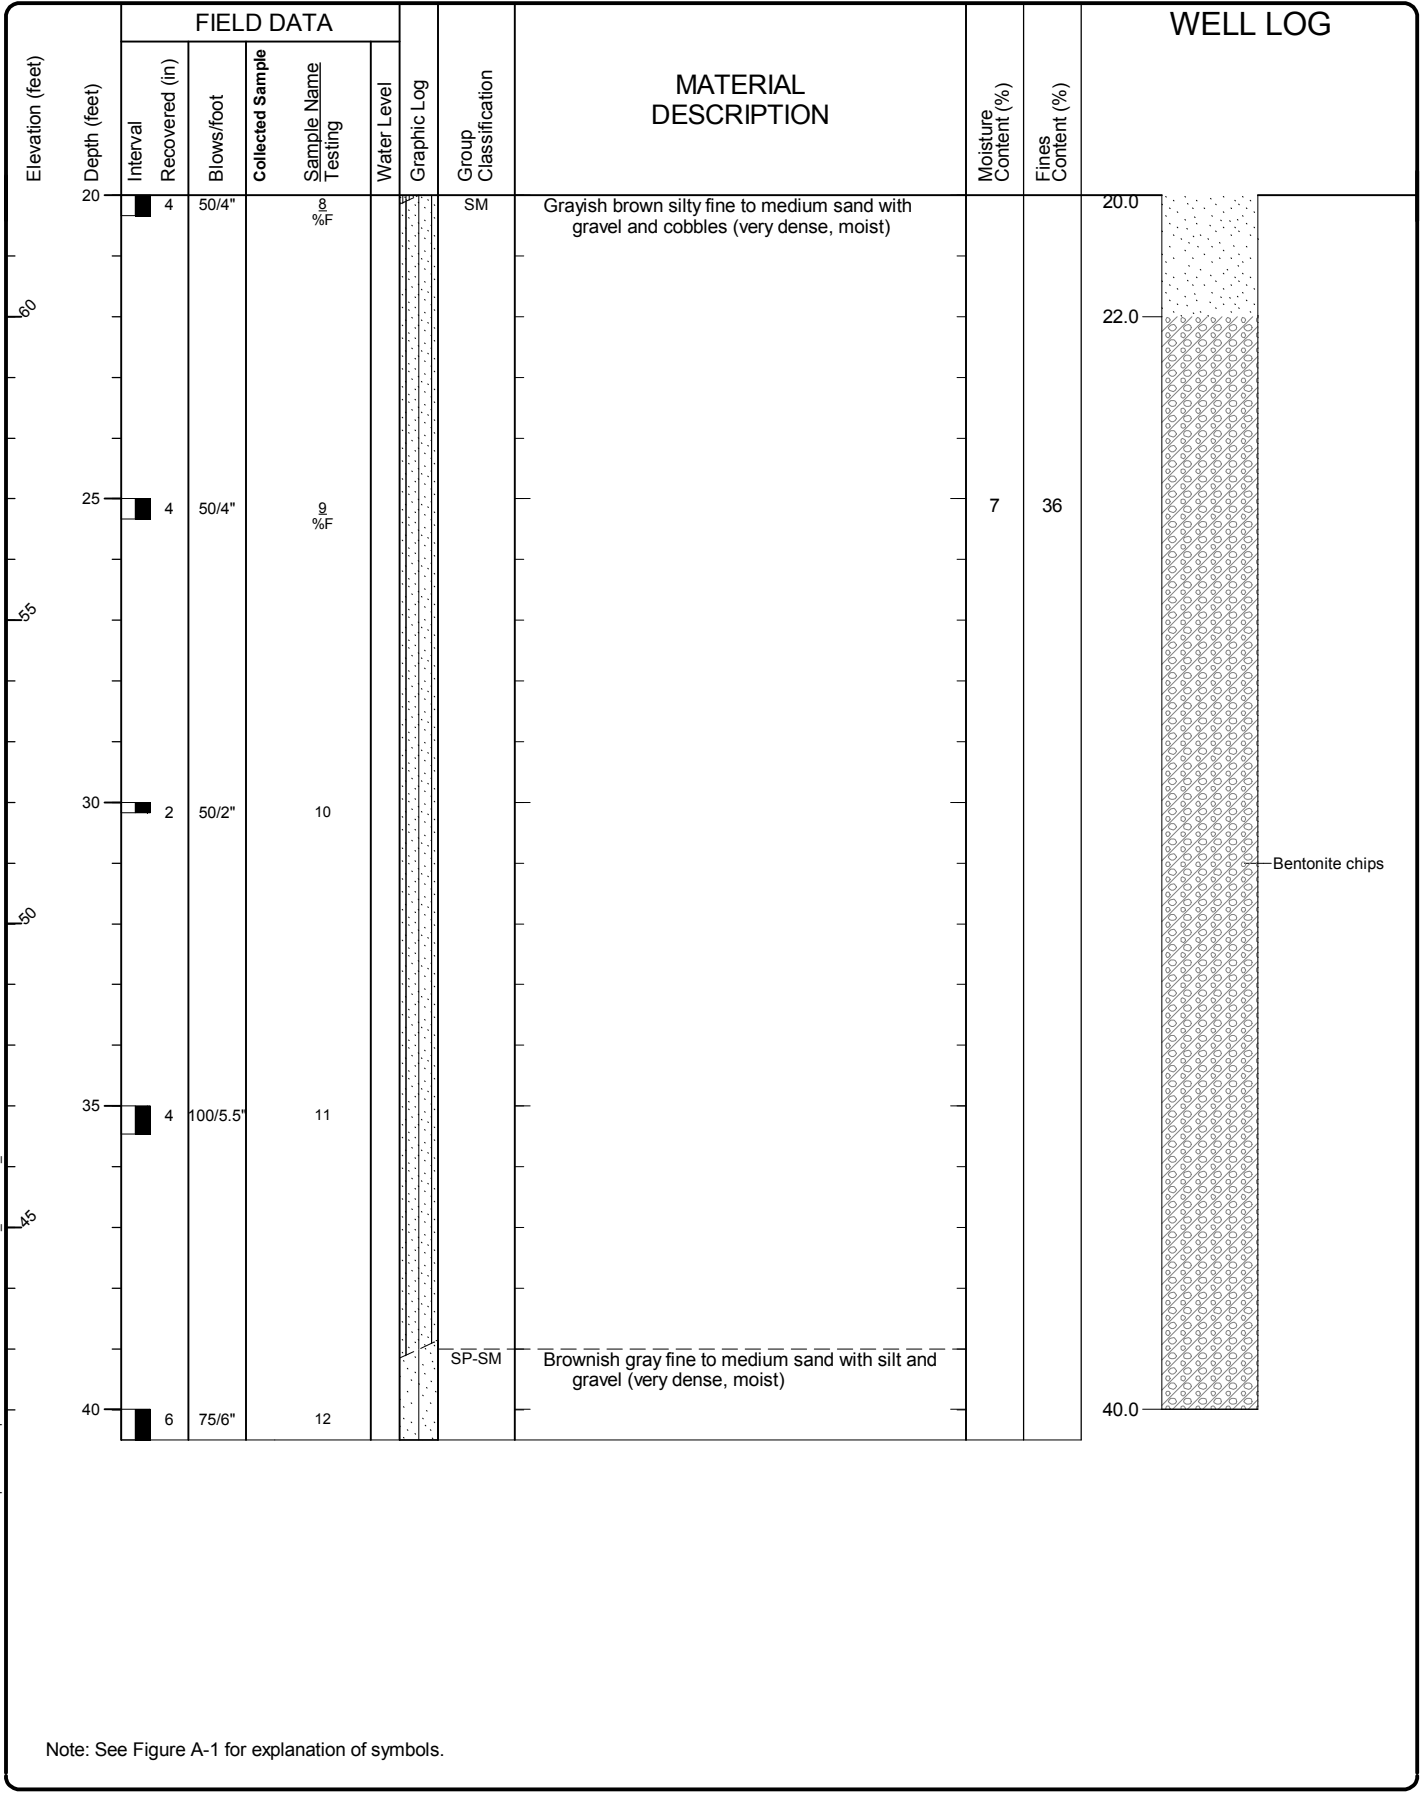 FIELD DATA
WELL LOG
Elevation (feet)
Depth (feet)
Interval
Recovered (in)
Blows/foot
Collected Sample
Sample Name
Testing
Water Level
Graphic Log
Group
Classification
MATERIAL
DESCRIPTION
Moisture
Content (%)
Fines
Content (%)
20
4
50/4"
8
%F
SM
Grayish brown silty fine to medium sand with
gravel and cobbles (very dense, moist)
20.0
60
22.0
25
4
50/4"
9
%F
7
36
55
30
2
50/2"
10
Bentonite chips
50
35
4
100/5.5"
11
45
SP-SM
Brownish gray fine to medium sand with silt and
gravel (very dense, moist)
40
6
75/6"
12
40.0
Note: See Figure A-1 for explanation of symbols.